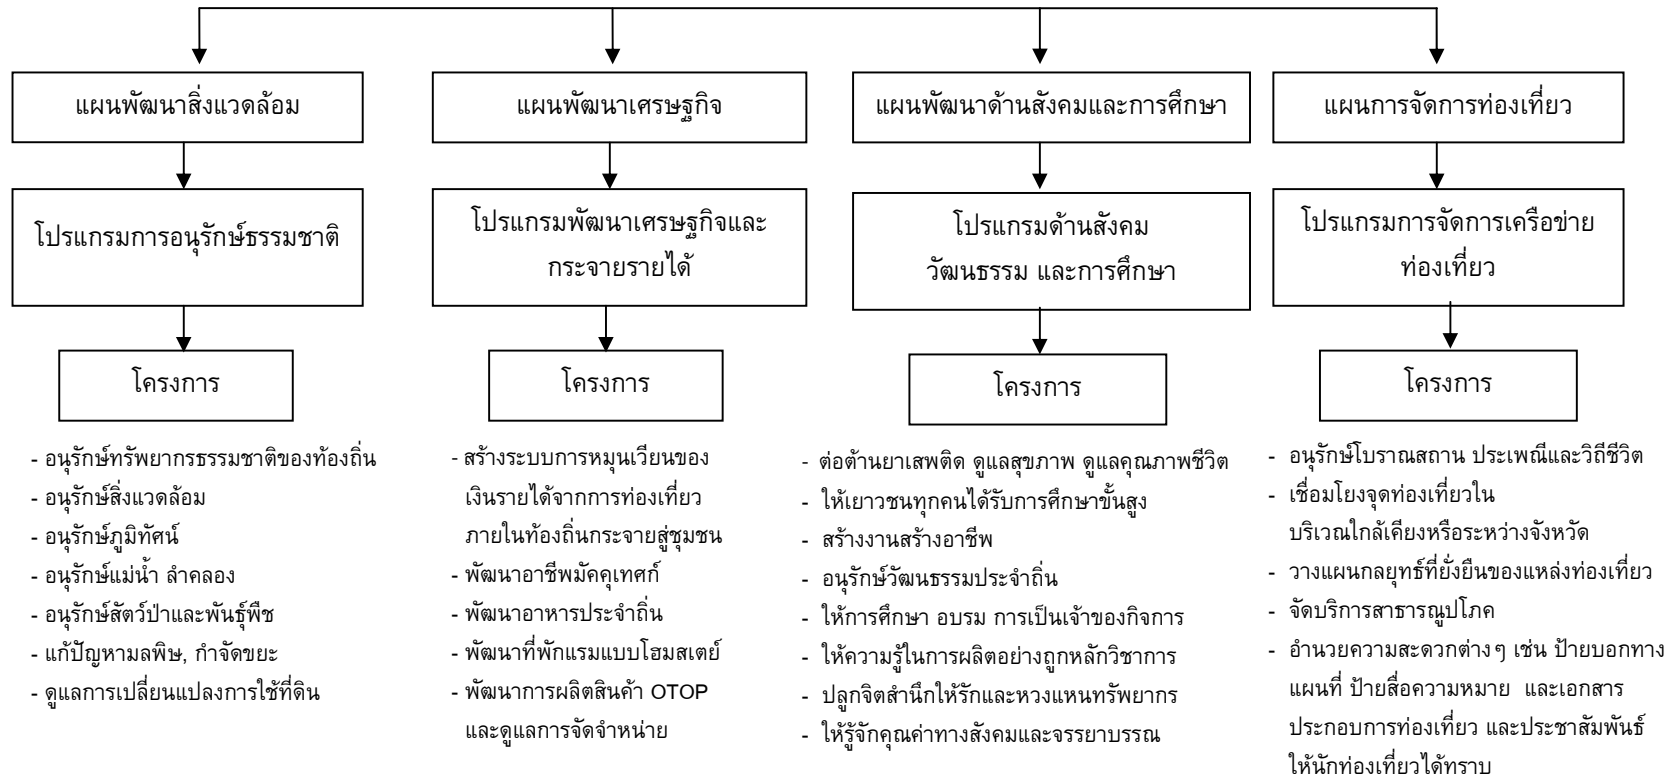 แผนพัฒนาสิ่งแวดล้อม
โปรแกรมการอนุรักษ์ธรรมชาติ
โครงการ
- อนุรักษ์ทรัพยากรธรรมชาติของท้องถิ่น
- อนุรักษ์สิ่งแวดล้อม
- อนุรักษ์ภูมิทัศน์
- อนุรักษ์แม่น้ำ ลำคลอง
- อนุรักษ์สัตว์ป่าและพันธุ์พืช
- แก้ปัญหามลพิษ, กำจัดขยะ
- ดูแลการเปลี่ยนแปลงการใช้ที่ดิน
แผนพัฒนาเศรษฐกิจ
โปรแกรมพัฒนาเศรษฐกิจและ
กระจายรายได้
โครงการ
- สร้างระบบการหมุนเวียนของ
เงินรายได้จากการท่องเที่ยว
ภายในท้องถิ่นกระจายสู่ชุมชน
- พัฒนาอาชีพมัคคุเทศก์
- พัฒนาอาหารประจำถิ่น
- พัฒนาที่พักแรมแบบโฮมสเตย์
- พัฒนาการผลิตสินค้า OTOP
และดูแลการจัดจำหน่าย
แผนพัฒนาด้านสังคมและการศึกษา
โปรแกรมด้านสังคม
วัฒนธรรม และการศึกษา
โครงการ
- ต่อต้านยาเสพติด ดูแลสุขภาพ ดูแลคุณภาพชีวิต
- ให้เยาวชนทุกคนได้รับการศึกษาขั้นสูง
- สร้างงานสร้างอาชีพ
- อนุรักษ์วัฒนธรรมประจำถิ่น
- ให้การศึกษา อบรม การเป็นเจ้าของกิจการ
- ให้ความรู้ในการผลิตอย่างถูกหลักวิชาการ
- ปลูกจิตสำนึกให้รักและหวงแหนทรัพยากร
- ให้รู้จักคุณค่าทางสังคมและจรรยาบรรณ
แผนการจัดการท่องเที่ยว
โปรแกรมการจัดการเครือข่าย
ท่องเที่ยว
โครงการ
- อนุรักษ์โบราณสถาน ประเพณีและวิถีชีวิต
- เชื่อมโยงจุดท่องเที่ยวใน
บริเวณใกล้เคียงหรือระหว่างจังหวัด
- วางแผนกลยุทธ์ที่ยั่งยืนของแหล่งท่องเที่ยว
- จัดบริการสาธารณูปโภค
- อำนวยความสะดวกต่างๆ เช่น ป้ายบอกทาง
แผนที่ ป้ายสื่อความหมาย และเอกสาร
ประกอบการท่องเที่ยว และประชาสัมพันธ์
ให้นักท่องเที่ยวได้ทราบ